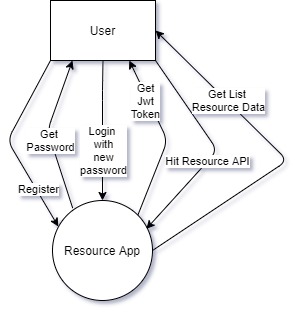 User
Get
Jwt
Token
Get List
Resource Data
Get
Password
Login
with
new
password
Hit Resource API
Register
Resource App